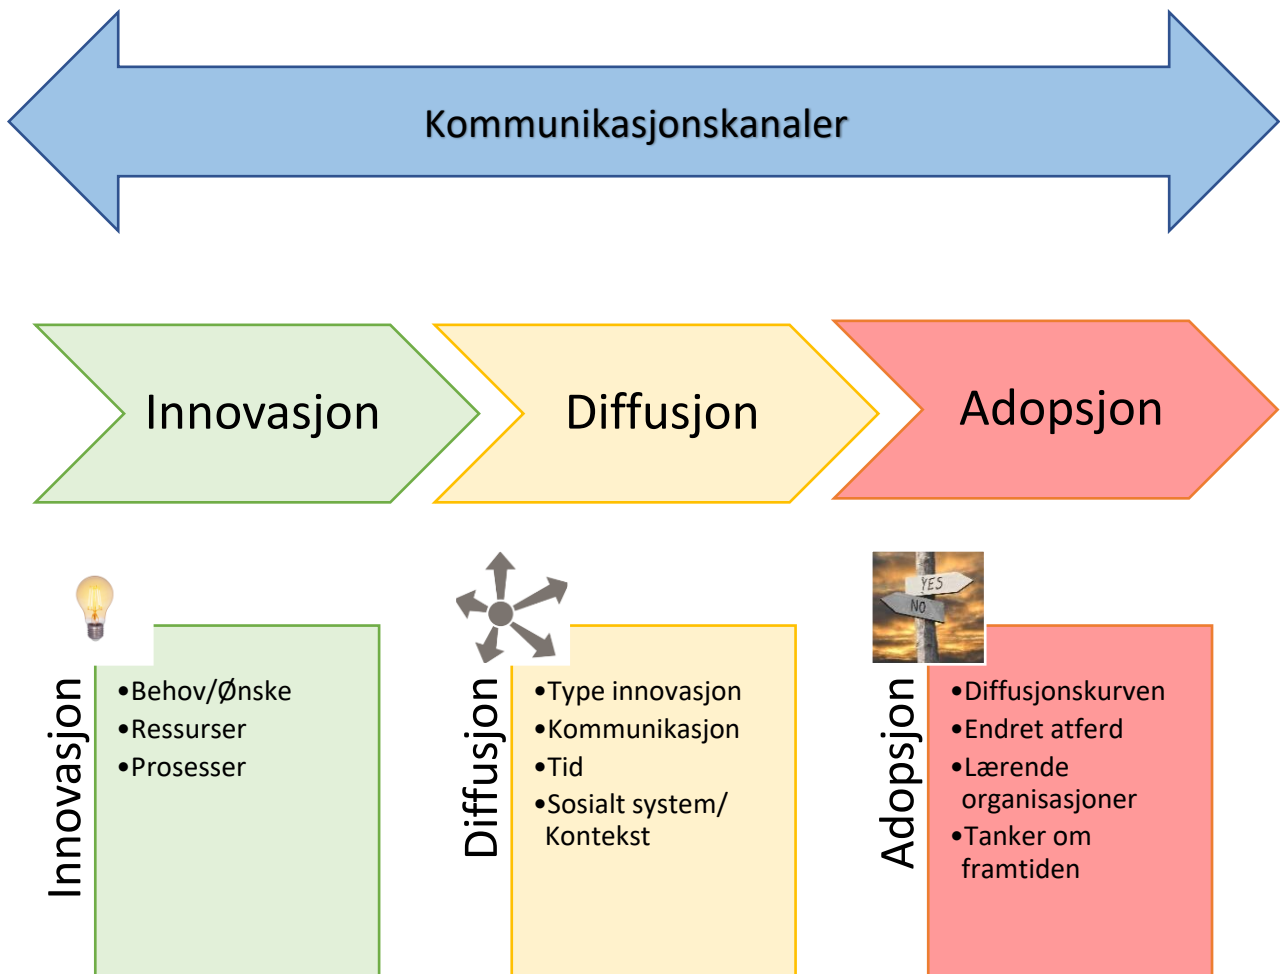 Kommunikasjonskanaler
Innovasjon
Diffusjon
Adopsjon
Innovasjon
•Behov/Ønske
•Ressurser
•Prosesser
Diffusjon
•Type innovasjon
•Kommunikasjon
•Tid
•Sosialt system/
Kontekst
YES
NO
Adopsjon
•Diffusjonskurven
•Endret atferd
•Lærende
organisasjoner
•Tanker om
framtiden